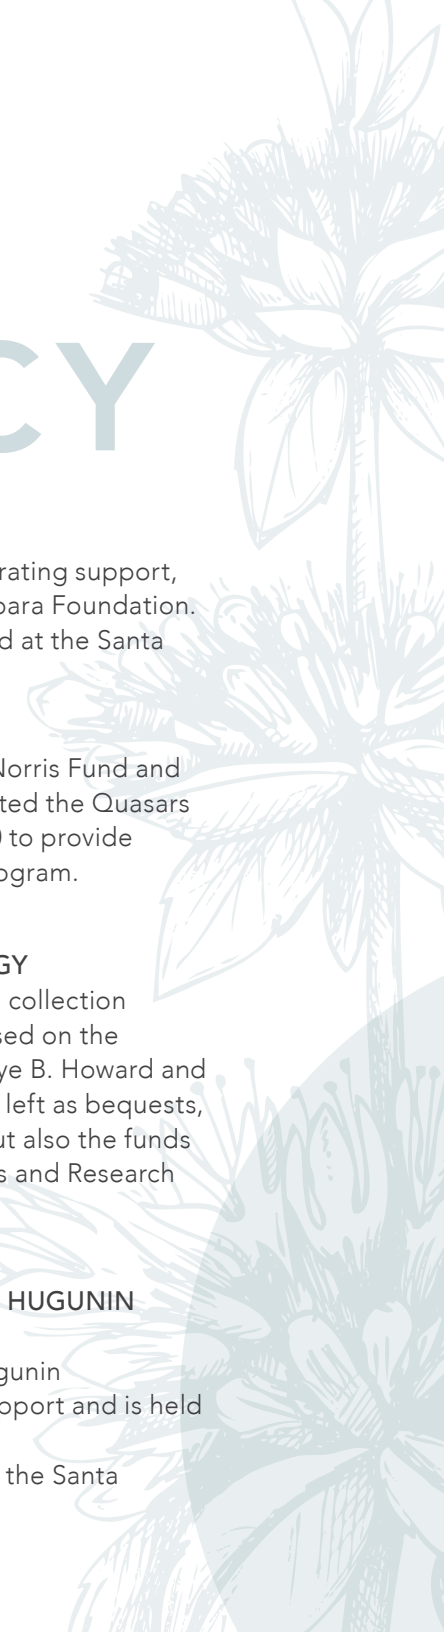 CY
rating support,
para Foundation.
d at the Santa
Norris Fund and
ted the Quasars
to provide
ogram.
GY
collection
sed on the
ye B. Howard and
left as bequests,
ut also the funds
s and Research
HUGUNIN
gunin
pport and is held
the Santa